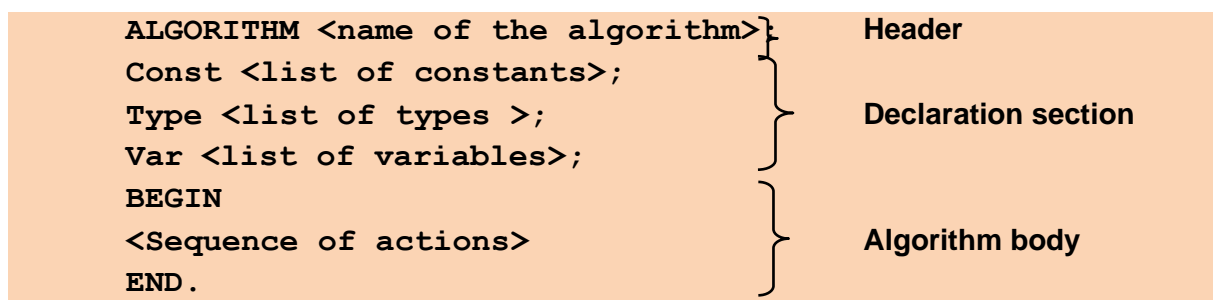 ALGORITHM <name of the algorithm>; Header
Const <list of constants>;
Type <list of types >; Declaration section
Var <list of variables>;
BEGIN
<Sequence of actions> Algorithm body
END.